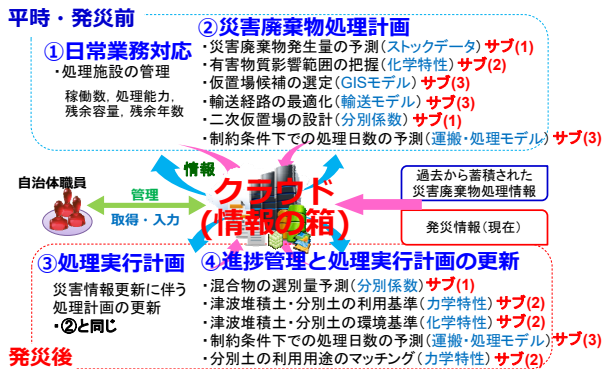 平時・発災前
①日常業務対応
・処理施設の管理
稼働数，処理能力，
残余容量，残余年数
②災害廃棄物処理計画
・災害廃棄物発生量の予測(ストックデータ) サブ(1)
・有害物質影響範囲の把握(化学特性) サブ(2)
・仮置場候補の選定(GISモデル) サブ(3)
・輸送経路の最適化(輸送モデル) サブ(3)
・二次仮置場の設計(分別係数) サブ(1)
・制約条件下での処理日数の予測(運搬・処理モデル) サブ(3)
情報
自治体職員
管理
取得・入力
クラウド
(情報の箱)
過去から蓄積された
災害廃棄物処理情報
発災情報(現在)
③処理実行計画
災害情報更新に伴う
処理計画の更新
・②と同じ
発災後
④進捗管理と処理実行計画の更新
・混合物の選別量予測(分別係数) サブ(1)
・津波堆積土・分別土の利用基準(力学特性) サブ(2)
・津波堆積土・分別土の環境基準(化学特性) サブ(2)
・制約条件下での処理日数の予測(運搬・処理モデル) サブ(3)
・分別土の利用用途のマッチング(力学特性) サブ(2)